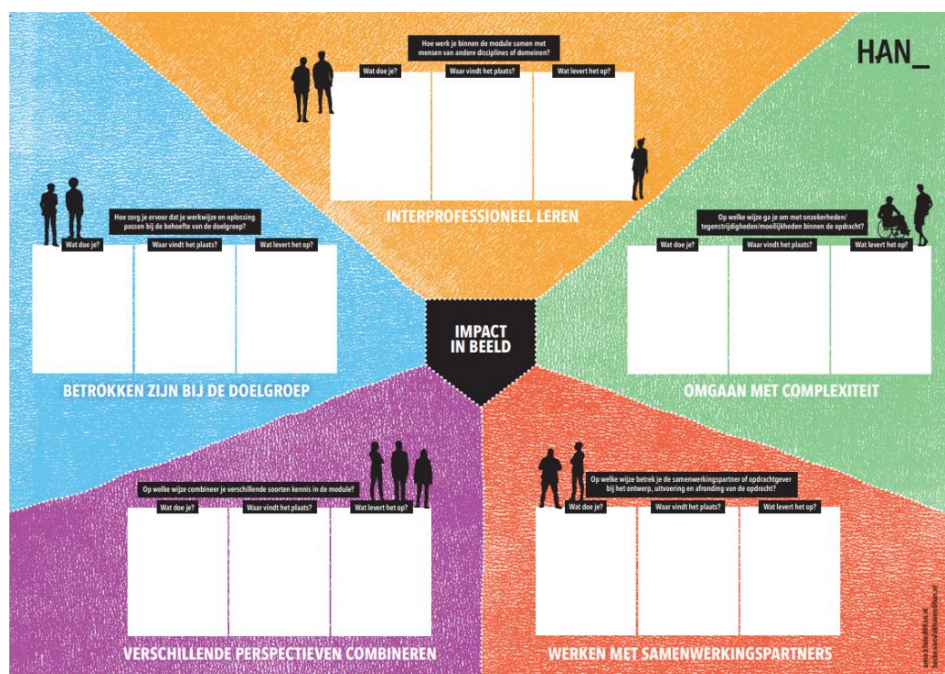 HAN_
Hoe werk je binnen de module samen met
mensen van andere disciplines of domeinen?
Wat doe je?
Waar vindt het plaats?
Wat levert het op?
INTERPROFESSIONEEL LEREN
Hoe zorg je ervoor dat je werkwijze en oplossing
passen bij de behoefte van de doelgroep?
Wat doe je?
Waar vindt het plaats?
Wat levert het op?
BETROKKEN ZIJN BIJ DE DOELGROEP
Op welke wijze ga je om met onzekerheden/
tegenstrijdigheden/moeilijkheden binnen de opdracht?
Wat doe je?
Waar vindt het plaats?
Wat levert het op?
OMGAAN MET COMPLEXITEIT
IMPACT
IN BEELD
Op welke wijze combineer je verschillende soorten kennis in de module?
Wat doe je?
Waar vindt het plaats?
Wat levert het op?
VERSCHILLENDE PERSPECTIEVEN COMBINEREN
Op welke wijze betrek je de samenwerkingspartner of opdrachtgever
bij het ontwerp, uitvoering en afronding van de opdracht?
Wat doe je?
Waar vindt het plaats?
Wat levert het op?
WERKEN MET SAMENWERKINGSPARTNERS